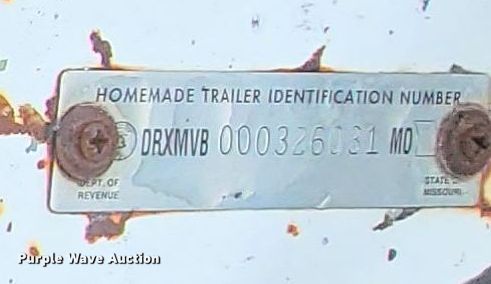 HOMEMADE TRAILER IDENTIFICATION NUMBER
DRXMVB 000326031 MO
DEPT. OF
REVENUE
STATE OF
MISSOURI
Purple Wave Auction